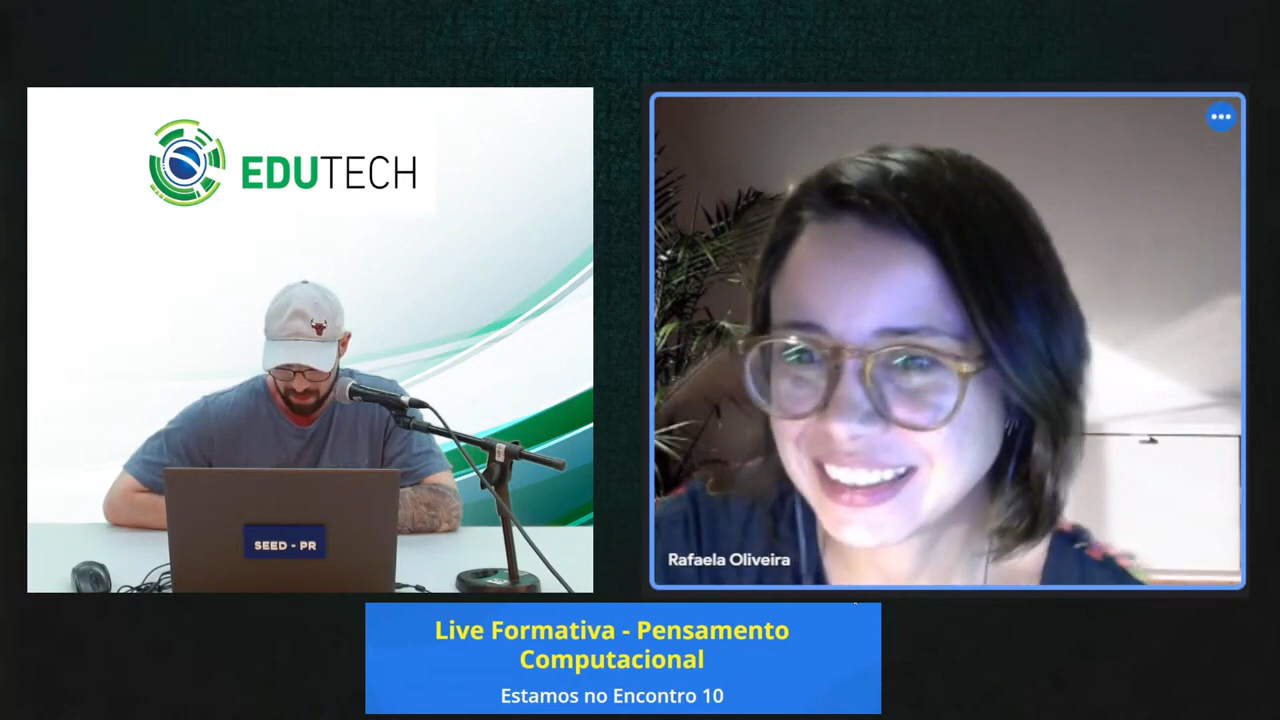 EDUTECH
SEED - PR
Rafaela Oliveira
Live Formativa - Pensamento
Computacional
Estamos no Encontro 10